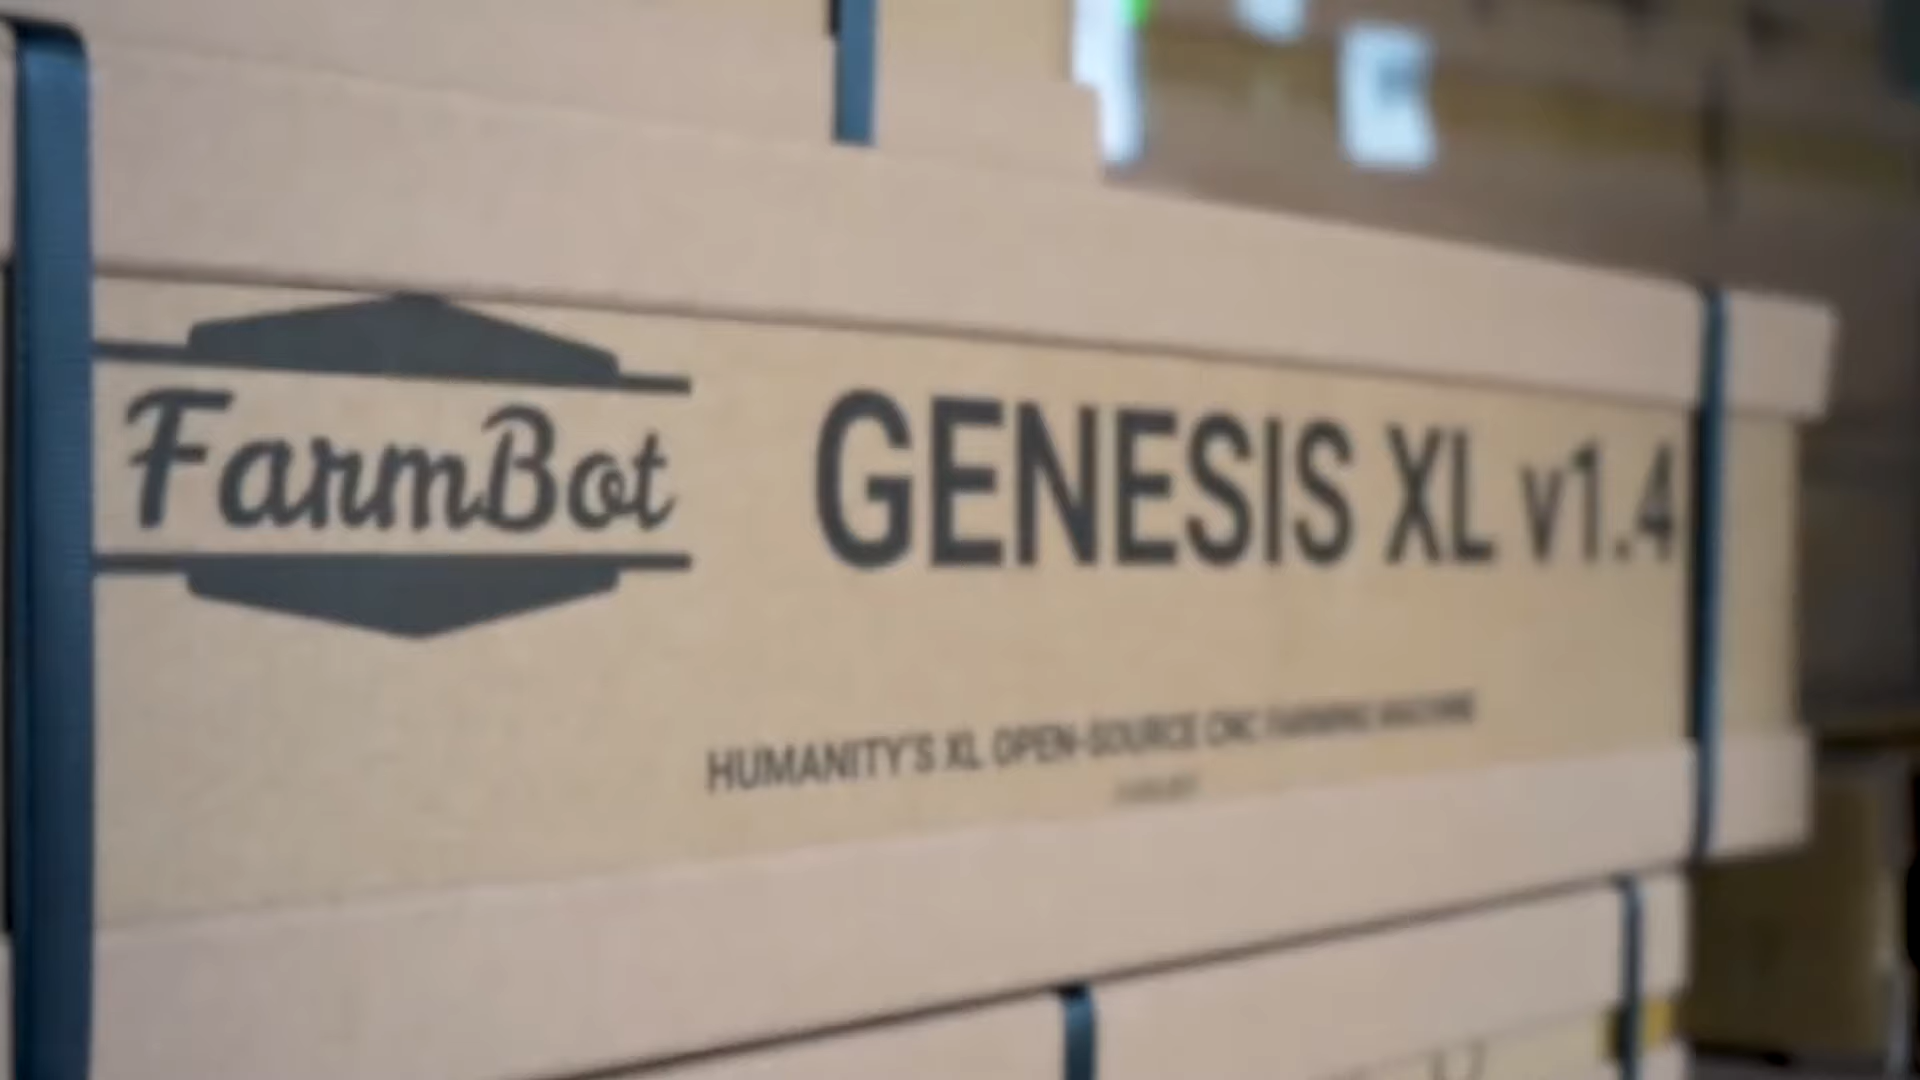 FarmBot
GENESIS XL v1.4
HUMANITY'S XL OPEN-SOURCE CNC FARMING MACHINE